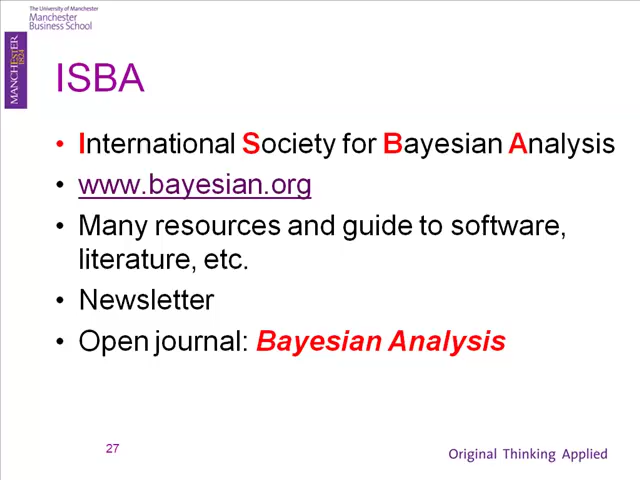 The University of Manchester
Manchester
Business School
MANCHESTER
1824
ISBA
• International Society for Bayesian Analysis
• www.bayesian.org
• Many resources and guide to software,
literature, etc.
• Newsletter
• Open journal: Bayesian Analysis
27
Original Thinking Applied